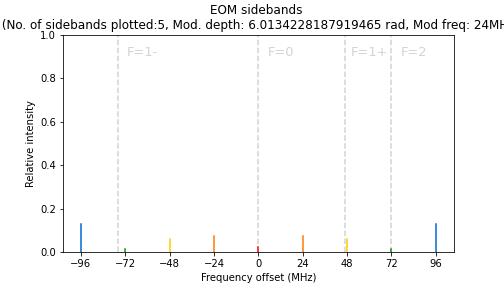 EOM sidebands
(No. of sidebands plotted:5, Mod. depth: 6.0134228187919465 rad, Mod freq: 24MH
1.0
F=1-
F=0
F=1+
F=2
0.8
0.6
0.4
0.2
0.0
Relative intensity
−96
−72
−48
−24
0
24
48
72
96
Frequency offset (MHz)